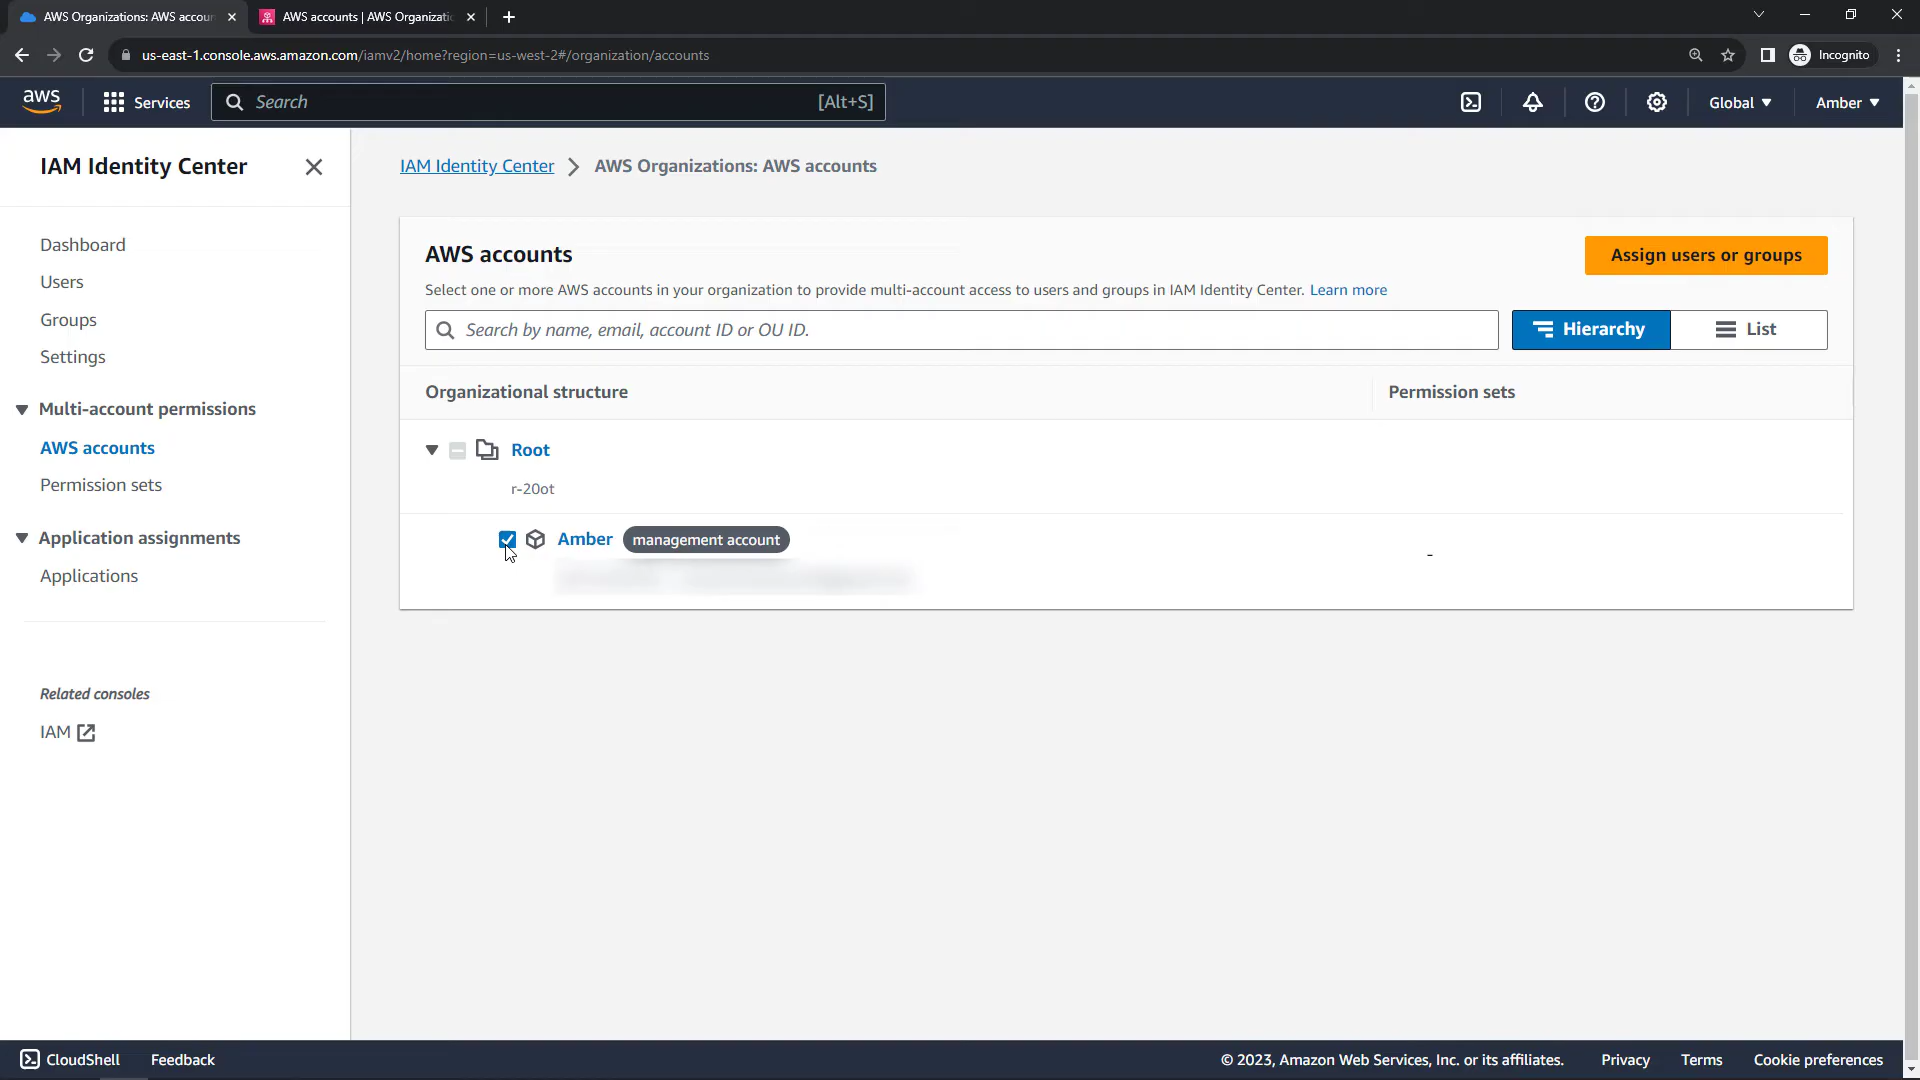 AWS Organizations: AWS accoun
AWS accounts | AWS Organizatio
us-east-1.console.aws.amazon.com/iamv2/home?region=us-west-2#/organization/accounts
Incognito
aws
Services
Search
[Alt+S]
Global
Amber
IAM Identity Center
Dashboard
Users
Groups
Settings
Multi-account permissions
AWS accounts
Permission sets
Application assignments
Applications
Related consoles
IAM
IAM Identity Center
AWS Organizations: AWS accounts
AWS accounts
Assign users or groups
Select one or more AWS accounts in your organization to provide multi-account access to users and groups in IAM Identity Center. Learn more
Search by name, email, account ID or OU ID.
Hierarchy
List
Organizational structure
Permission sets
Root
r-20ot
Amber
management account
-
CloudShell
Feedback
© 2023, Amazon Web Services, Inc. or its affiliates.
Privacy
Terms
Cookie preferences